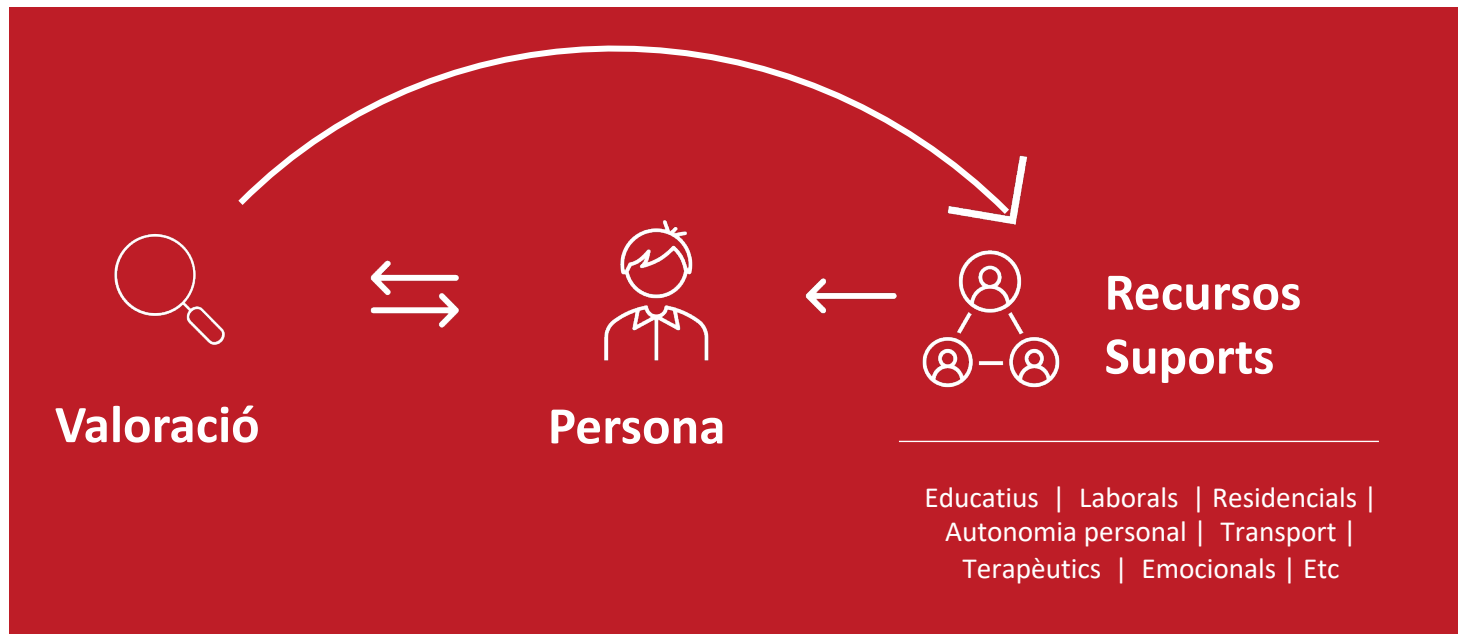 Valoració
Persona
Recursos
Suports
Educatius | Laborals | Residencials |
Autonomia personal | Transport |
Terapèutics | Emocionals | Etc